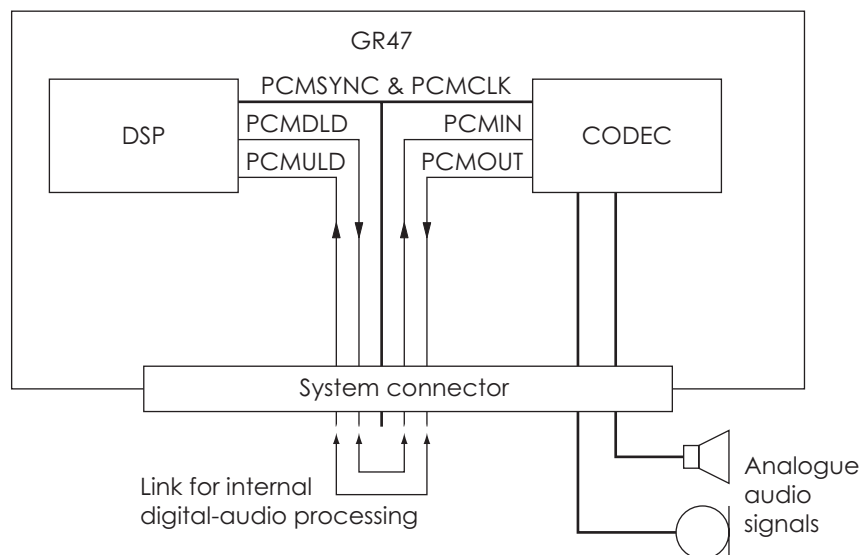 GR47
PCMSYNC & PCMCLK
DSP
PCMDLD
PCMULD
PCMIN
PCMOUT
CODEC
System connector
Link for internal
digital-audio processing
Analogue
audio
signals